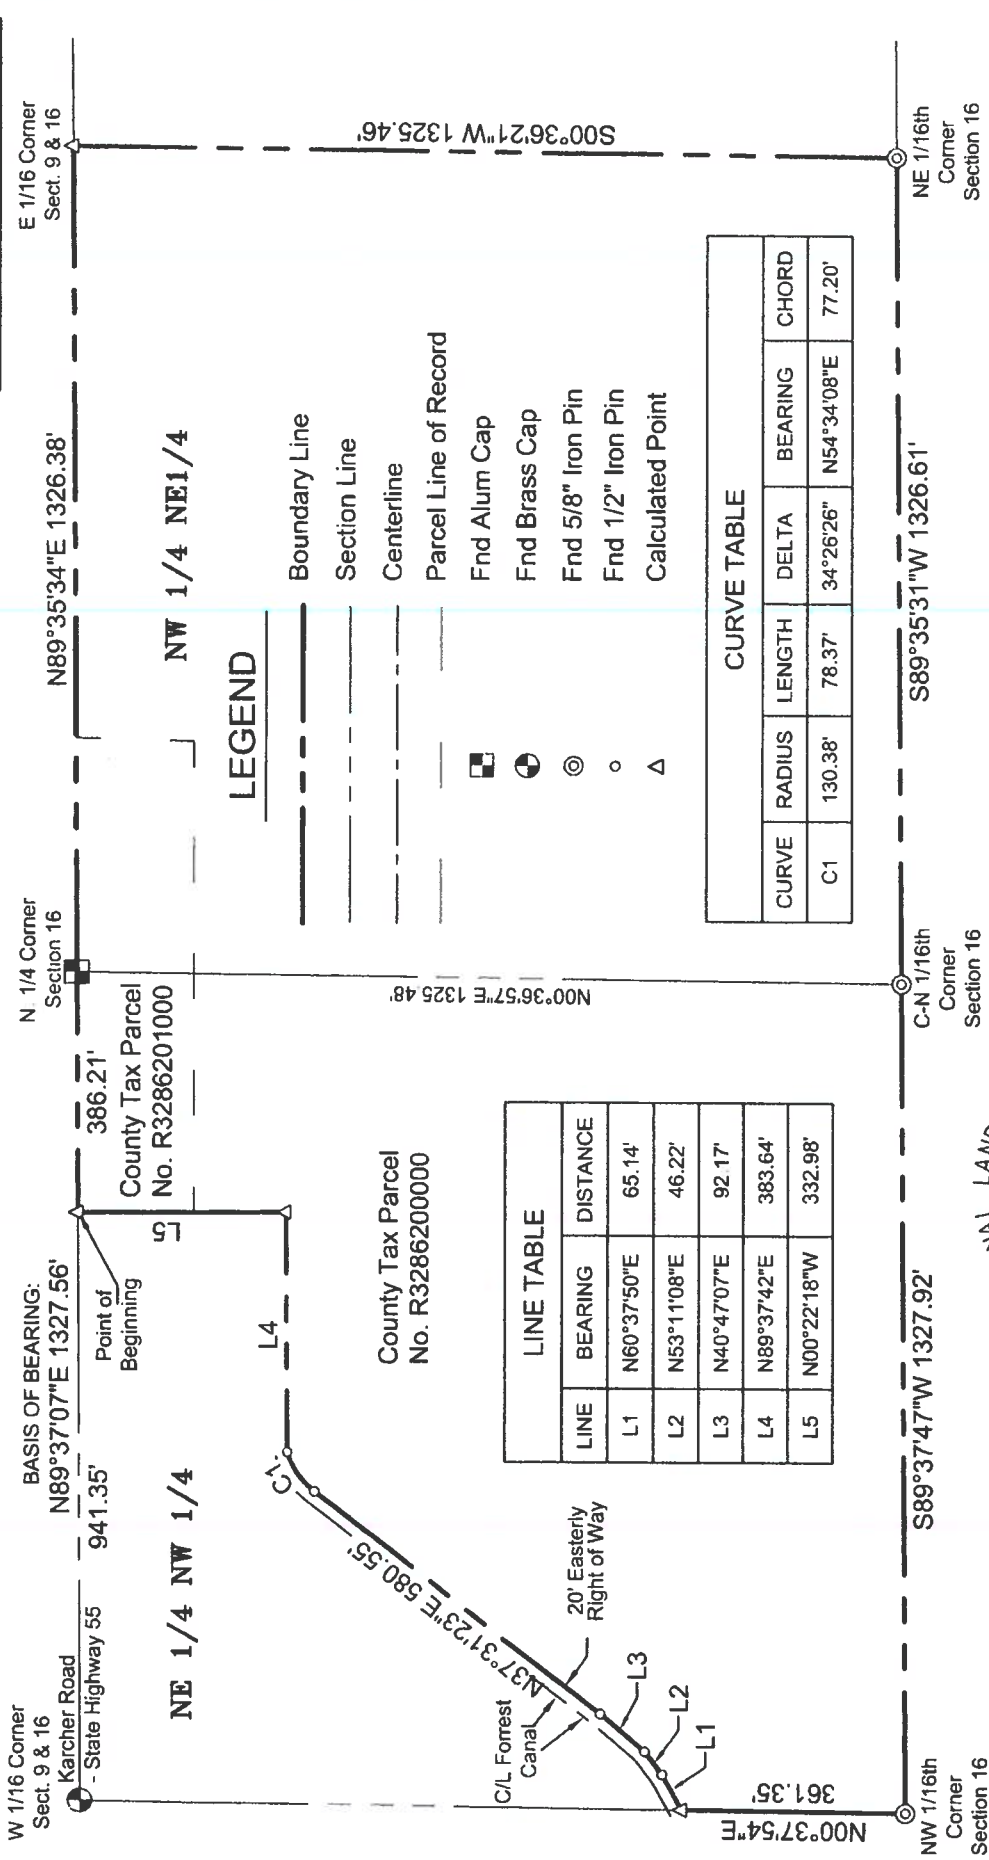 W 1/16 Corner
Sect. 9 & 16
Karcher Road
- State Highway 55
BASIS OF BEARING:
N89°37'07"E 1327.56'
941.35'
386.21'
N. 1/4 Corner
Section 16
N89°35'34"E 1326.38'
E 1/16 Corner
Sect. 9 & 16
NE 1/4 NW 1/4
Point of
Beginning
L5
County Tax Parcel
No. R3286201000
NW 1/4 NE1/4
L4
C1
County Tax Parcel
No. R3286200000
N37°31'23"E 580.55'
20' Easterly
Right of Way
C/L Forrest
Canal
L3
L2
L1
N00°37'54"E
361.35'
N00°36'57"E 1325.48'
S00°36'21"W 1325.46'
LEGEND
Boundary Line
Section Line
Centerline
Parcel Line of Record
Fnd Alum Cap
Fnd Brass Cap
Fnd 5/8" Iron Pin
Fnd 1/2" Iron Pin
Calculated Point
LINE TABLE
LINE BEARING DISTANCE
L1 N60°37'50"E 65.14'
L2 N53°11'08"E 46.22'
L3 N40°47'07"E 92.17'
L4 N89°37'42"E 383.64'
L5 N00°22'18"W 332.98'
CURVE TABLE
CURVE RADIUS LENGTH DELTA BEARING CHORD
C1 130.38' 78.37' 34°26'26" N54°34'08"E 77.20'
S89°37'47"W 1327.92'
S89°35'31"W 1326.61'
NW 1/16th
Corner
Section 16
C-N 1/16th
Corner
Section 16
NE 1/16th
Corner
Section 16
LAND